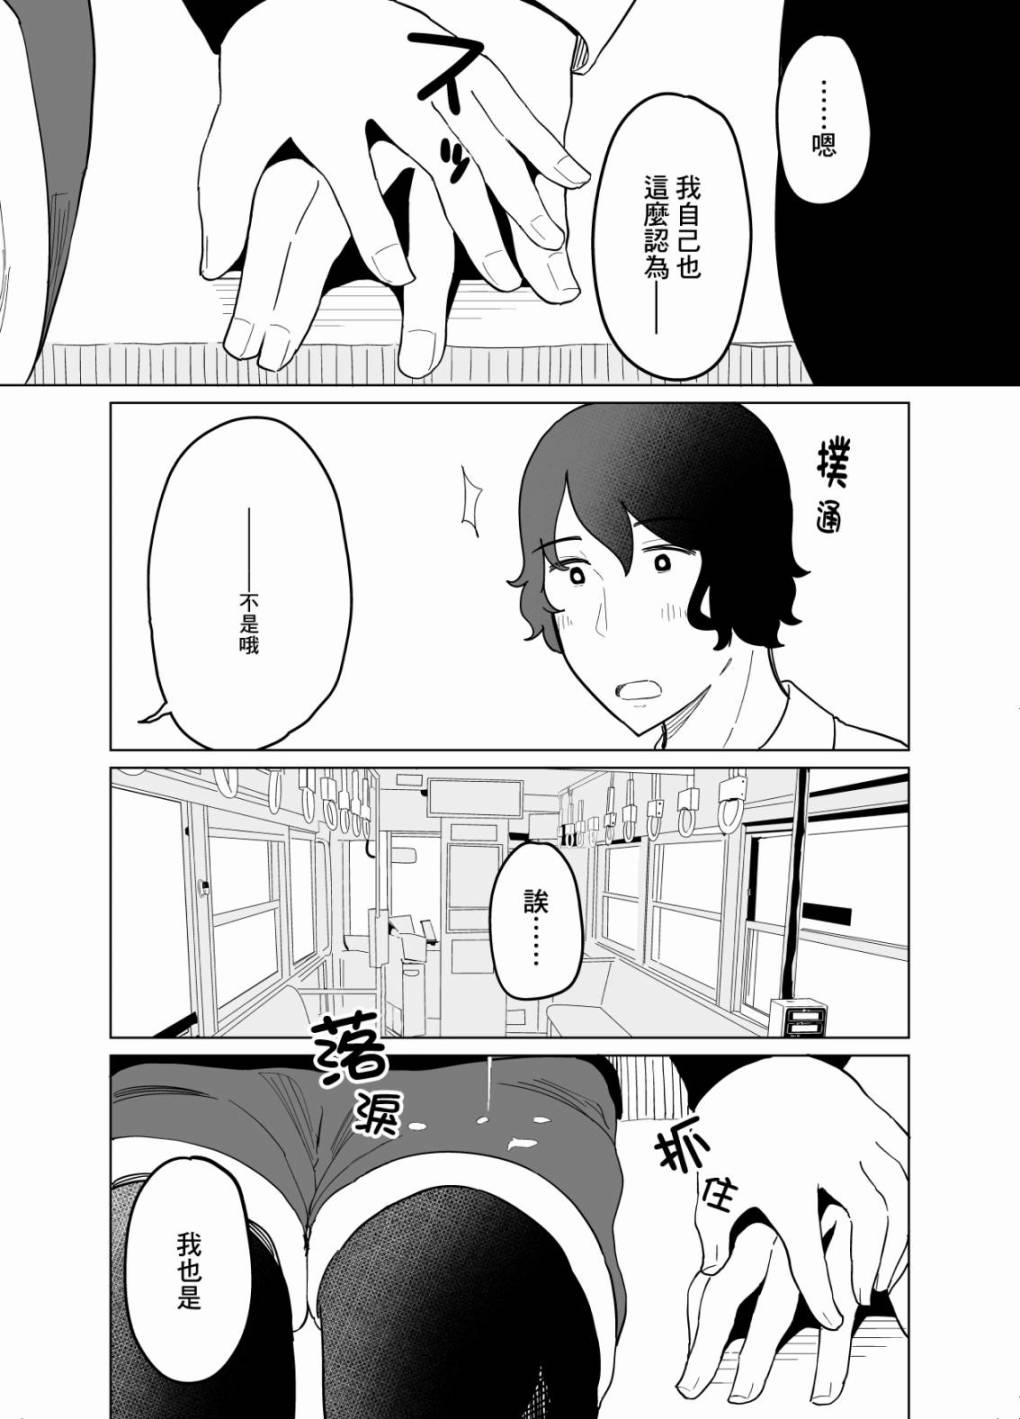 ……嗯
我自己也
這麼認為——
スッ
撲通
——不是哦
誒……
抓住
落淚
我也是